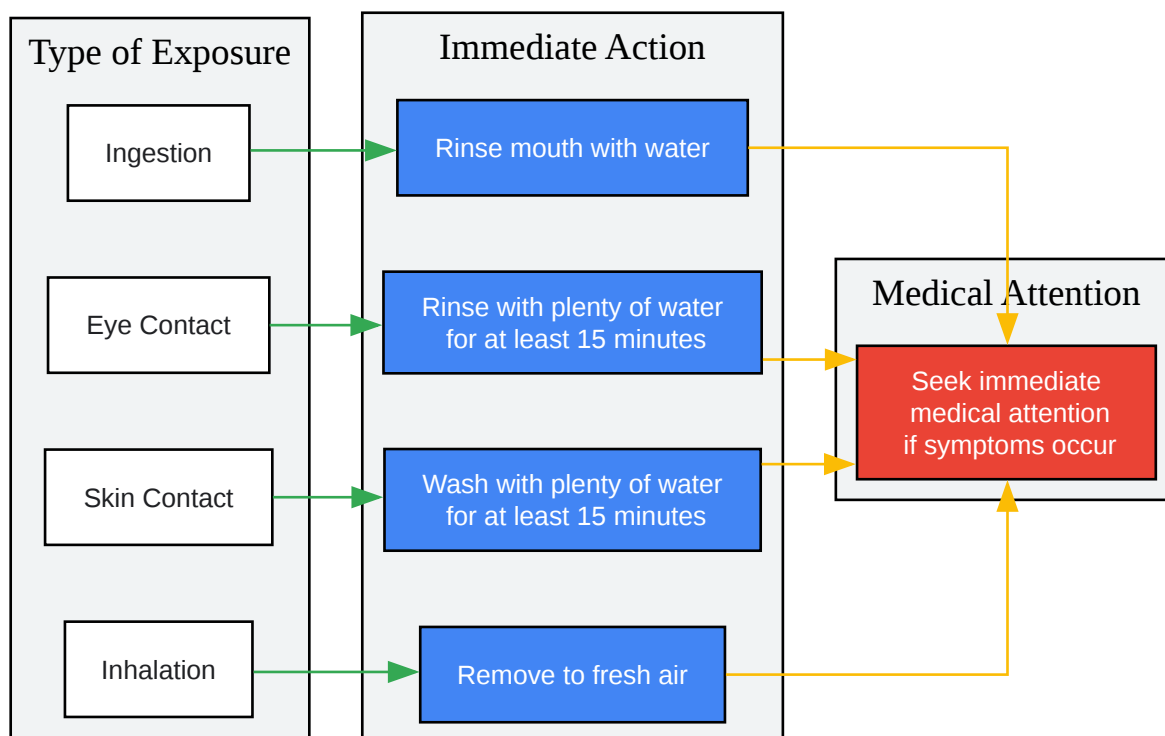 Type of Exposure
Ingestion
Eye Contact
Skin Contact
Inhalation
Immediate Action
Rinse mouth with water
Rinse with plenty of water
for at least 15 minutes
Wash with plenty of water
for at least 15 minutes
Remove to fresh air
Medical Attention
Seek immediate
medical attention
if symptoms occur